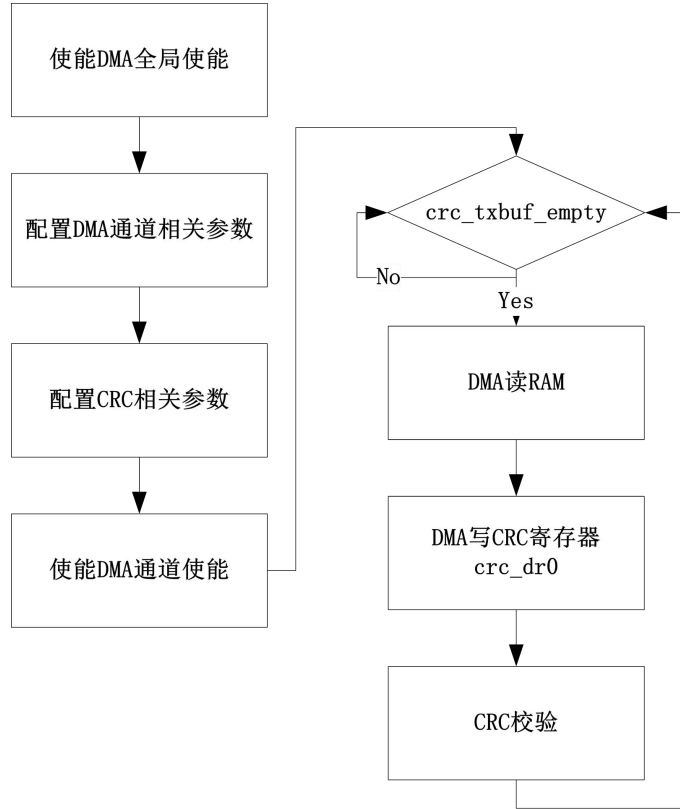 使能DMA全局使能
配置DMA通道相关参数
配置CRC相关参数
使能DMA通道使能
crc_txbuf_empty
No
Yes
DMA读RAM
DMA写CRC寄存器
crc_dr0
CRC校验